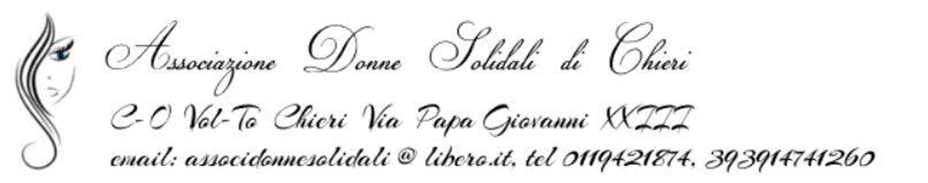 Associazione Donne Solidali di Chieri
C-O Vol-To Chieri Via Papa Giovanni XXIII
email: associdonnesolidali @ libero.it, tel 0119421874, 393914741260